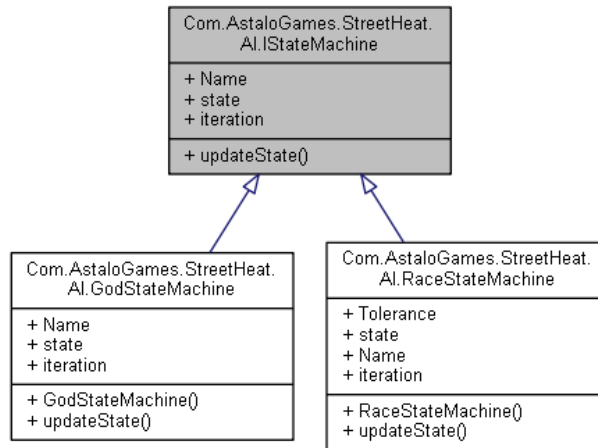 Com.AstaloGames.StreetHeat.
AI.IStateMachine
+ Name
+ state
+ iteration
+ updateState()
Com.AstaloGames.StreetHeat.
AI.GodStateMachine
+ Name
+ state
+ iteration
+ GodStateMachine()
+ updateState()
Com.AstaloGames.StreetHeat.
AI.RaceStateMachine
+ Tolerance
+ state
+ Name
+ iteration
+ RaceStateMachine()
+ updateState()